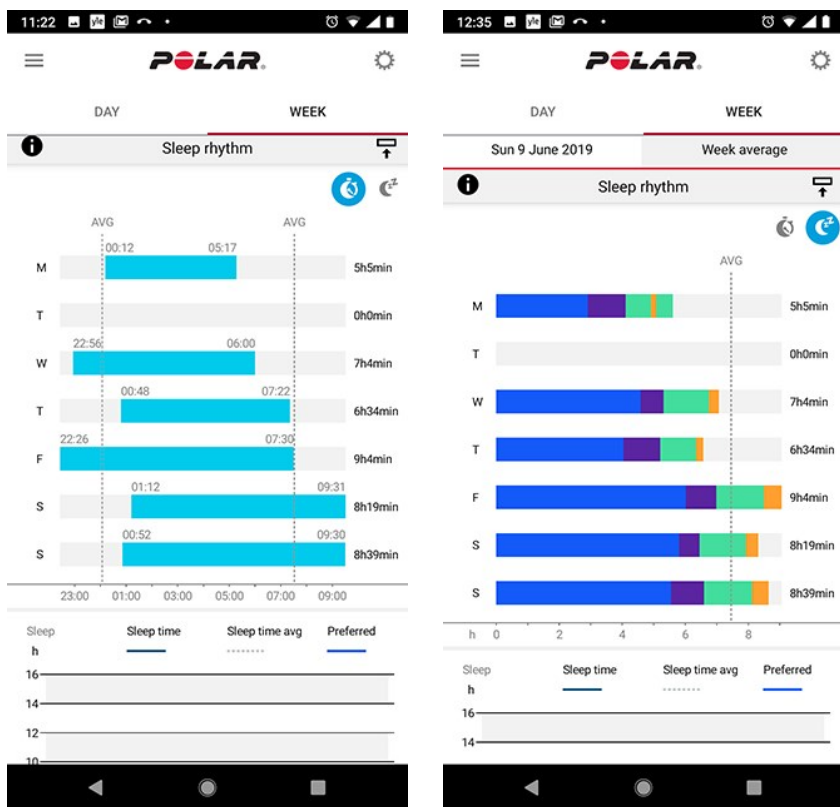 11:22 yle
POLAR.
DAY WEEK
i Sleep rhythm
z z
AVG AVG
00:12 05:17
M 5h5min
T 0h0min
22:56 06:00
W 7h4min
00:48 07:22
T 6h34min
22:26 07:30
F 9h4min
01:12 09:31
S 8h19min
00:52 09:30
S 8h39min
23:00 01:00 03:00 05:00 07:00 09:00
Sleep Sleep time Sleep time avg Preferred
h
16
14
12
10
12:35 yle
POLAR.
DAY WEEK
Sun 9 June 2019 Week average
i Sleep rhythm
z z
AVG
M 5h5min
T 0h0min
W 7h4min
T 6h34min
F 9h4min
S 8h19min
S 8h39min
h 0 2 4 6 8
Sleep Sleep time Sleep time avg Preferred
h
16
14